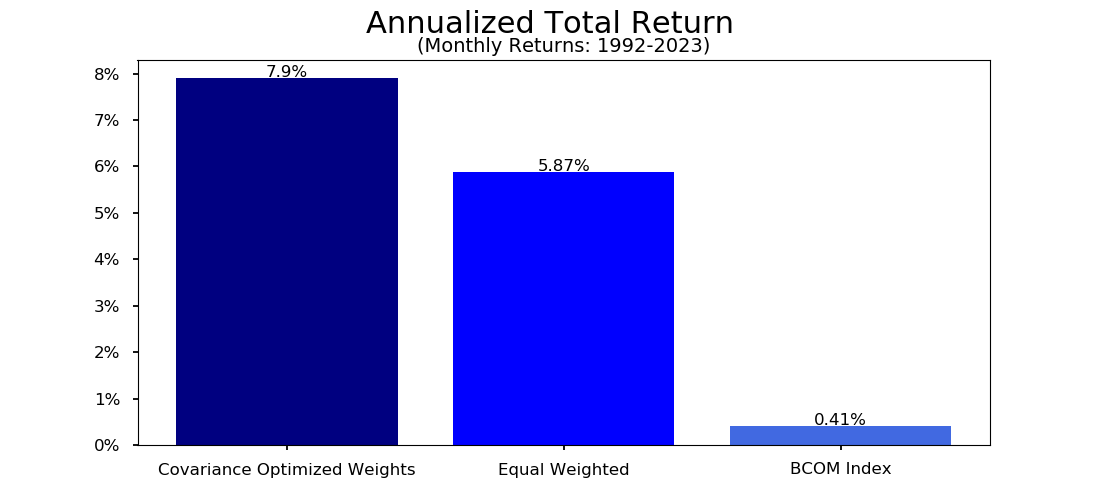 Annualized Total Return
(Monthly Returns: 1992-2023)
8%
7%
6%
5%
4%
3%
2%
1%
0%
7.9%
5.87%
0.41%
Covariance Optimized Weights
Equal Weighted
BCOM Index